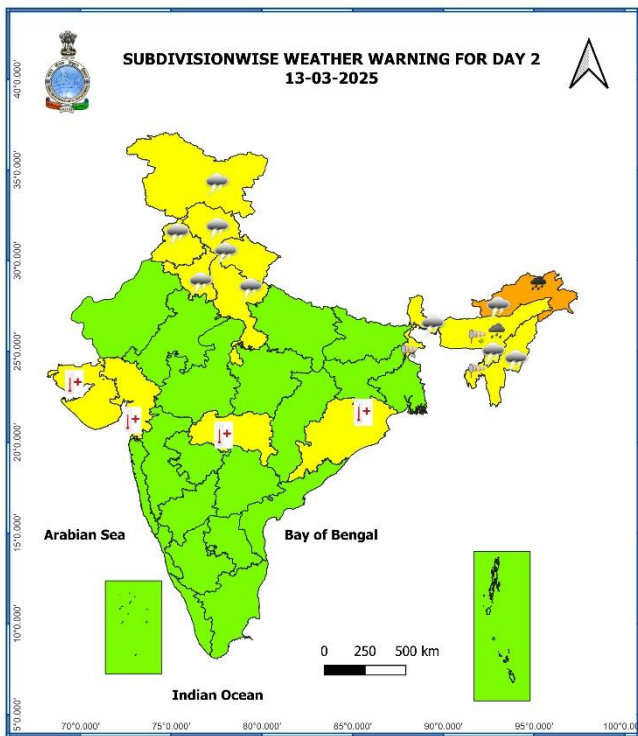 SUBDIVISIONWISE WEATHER WARNING FOR DAY 2
13-03-2025
40°0.000'
35°0.000'
30°0.000'
25°0.000'
20°0.000'
15°0.000'
10°0.000'
5°0.000'
Arabian Sea
Bay of Bengal
0 250 500 km
Indian Ocean
70°0.000' 75°0.000' 80°0.000' 85°0.000' 90°0.000' 95°0.000' 100°0.00